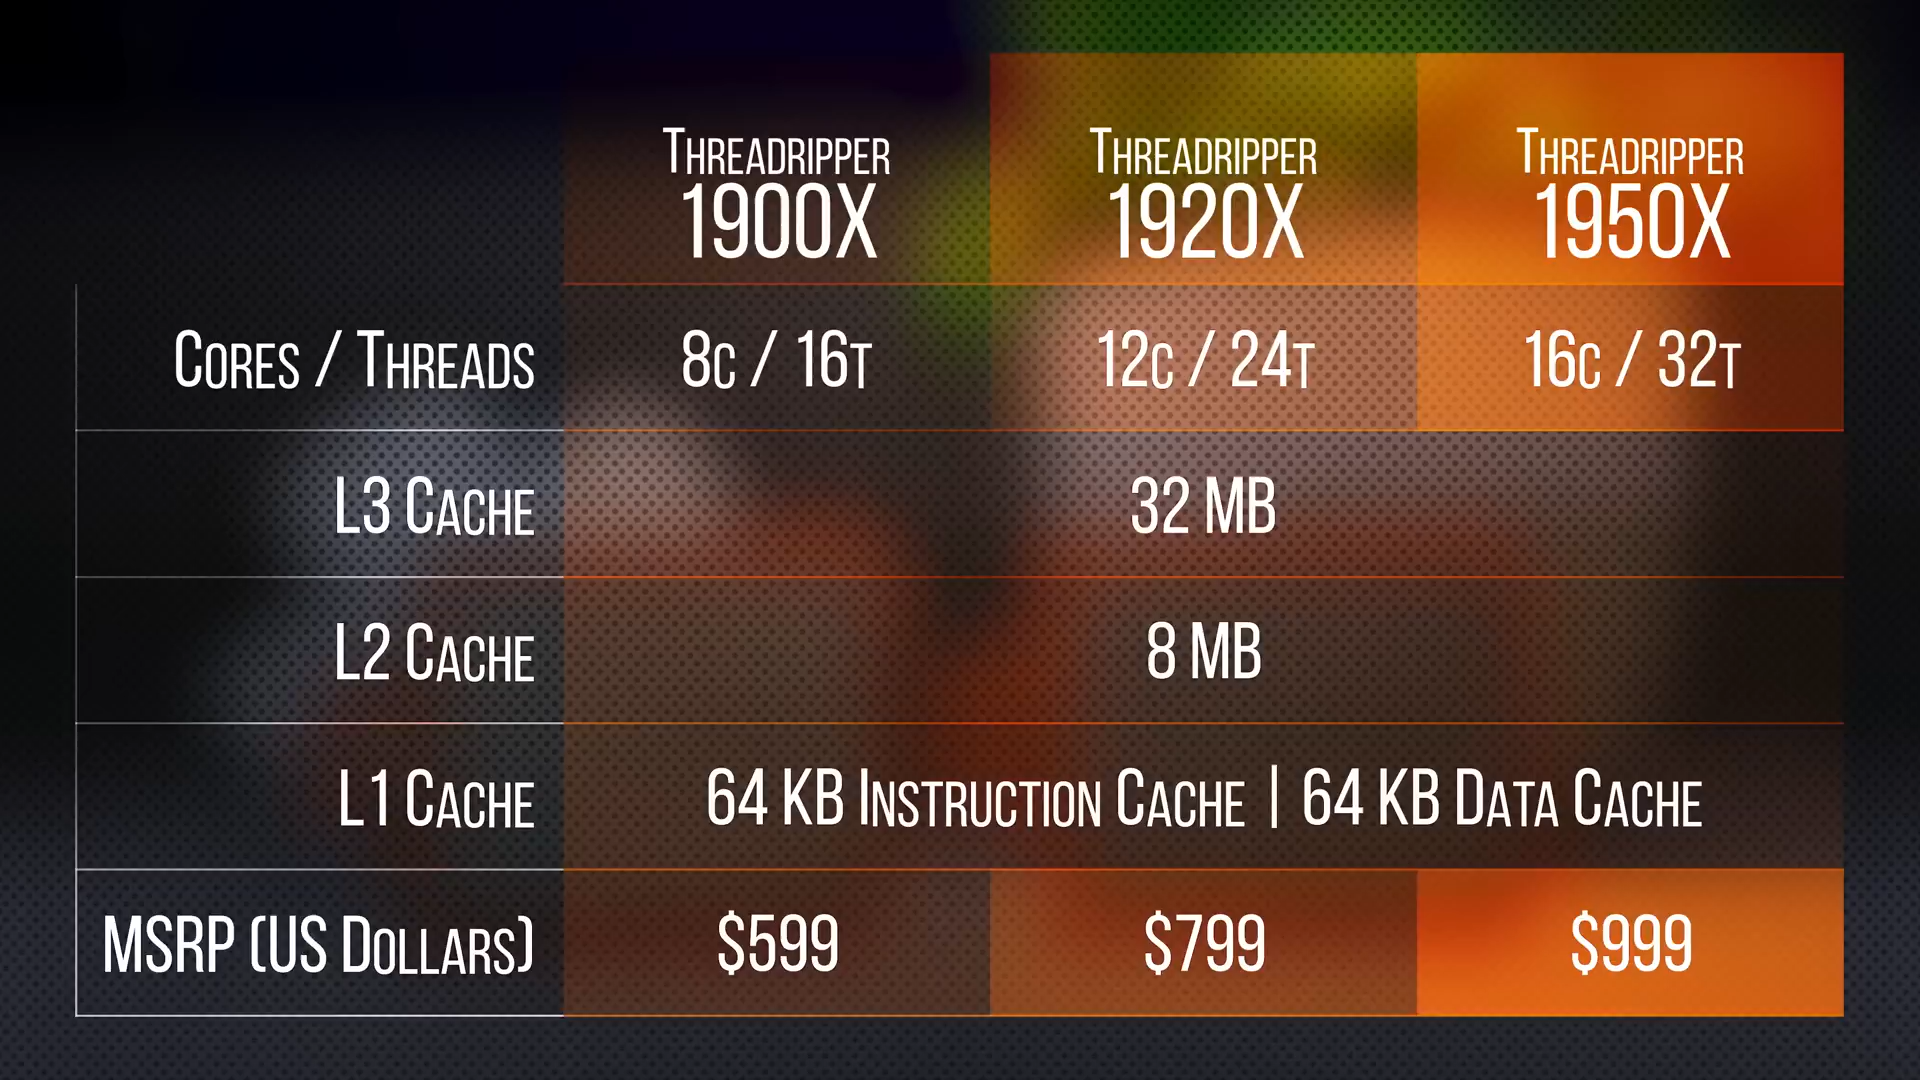 Threadripper Threadripper Threadripper
1900X 1920X 1950X
Cores / Threads 8c / 16t 12c / 24t 16c / 32t
L3 Cache 32 MB
L2 Cache 8 MB
L1 Cache 64 KB Instruction Cache | 64 KB Data Cache
MSRP (US Dollars) $599 $799 $999